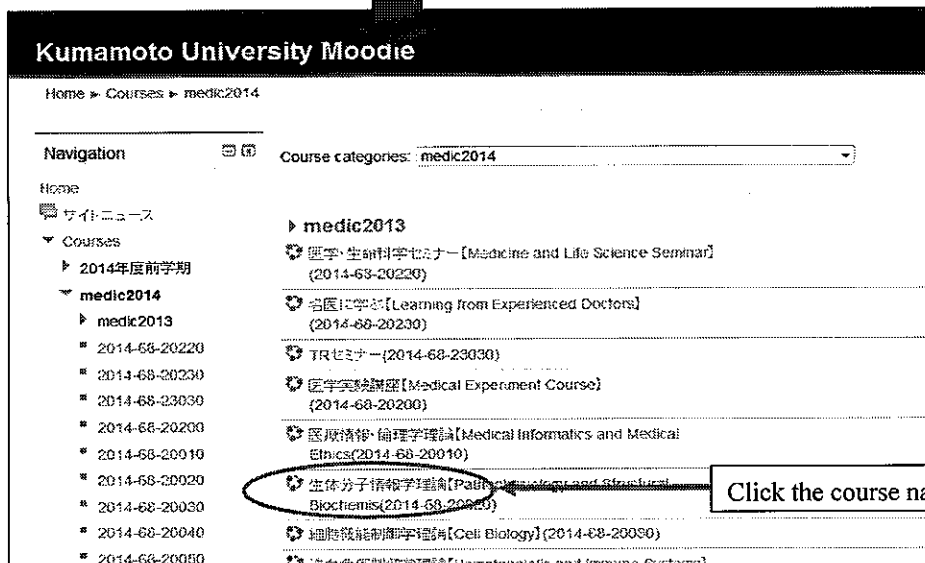 Kumamoto University Moodle
Home ► Courses ► medic2014
Navigation
Course categories: medic2014
Home
サイトニュース
▼ Courses
▶ 2014年度前学期
▼ medic2014
▶ medic2013
2014-68-20220
2014-68-20230
2014-68-23030
2014-68-20200
2014-68-20010
2014-68-20020
2014-68-20030
2014-68-20040
2014-68-20050
▶ medic2013
医学・生命科学セミナー【Medicine and Life Science Seminar】
(2014-68-20220)
名医に学ぶ【Learning from Experienced Doctors】
(2014-68-20230)
TRセミナー(2014-68-23030)
医学実験講座【Medical Experiment Course】
(2014-68-20200)
医療情報・倫理学理論【Medical Informatics and Medical
Ethics(2014-68-20010)
生体分子情報学理論【Pathophysiology and Structural
Biochemis(2014-68-20020)
Click the course na
細胞機能制御学理論【Cell Biology】(2014-68-20030)
【Hematopoietic and Immune Systems】